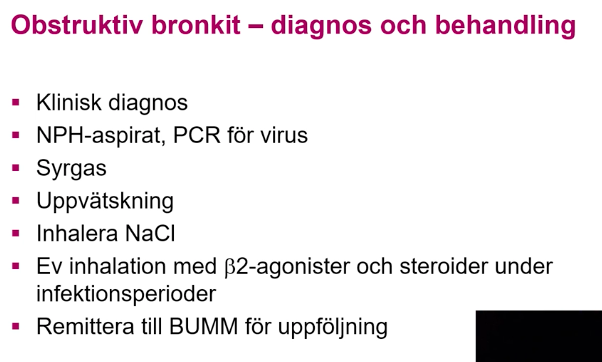 Obstruktiv bronkit – diagnos och behandling
▪ Klinisk diagnos
▪ NPH-aspirat, PCR för virus
▪ Syrgas
▪ Uppvätskning
▪ Inhalera NaCl
▪ Ev inhalation med β2-agonister och steroider under
infektionsperioder
▪ Remittera till BUMM för uppföljning